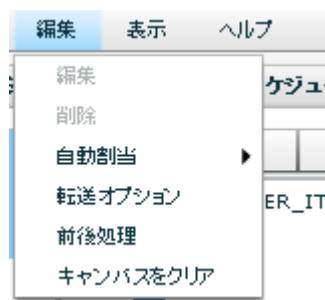 編集 表示 ヘルプ
編集
ケジュ
削除
自動割当
転送オプション
ER_IT
前後処理
キャンバスをクリア